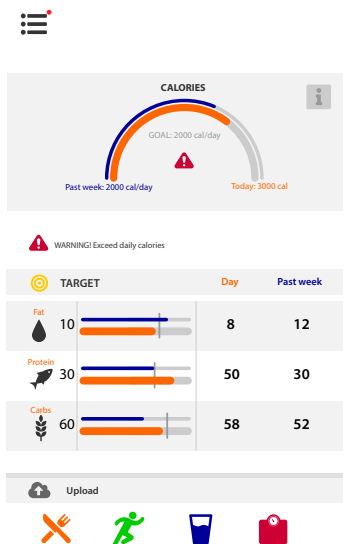 CALORIES
i
GOAL: 2000 cal/day
!
Past week: 2000 cal/day Today: 3000 cal
! WARNING! Exceed daily calories
TARGET Day Past week
Fat
10 8 12
Protein
30 50 30
Carbs
60 58 52
Upload